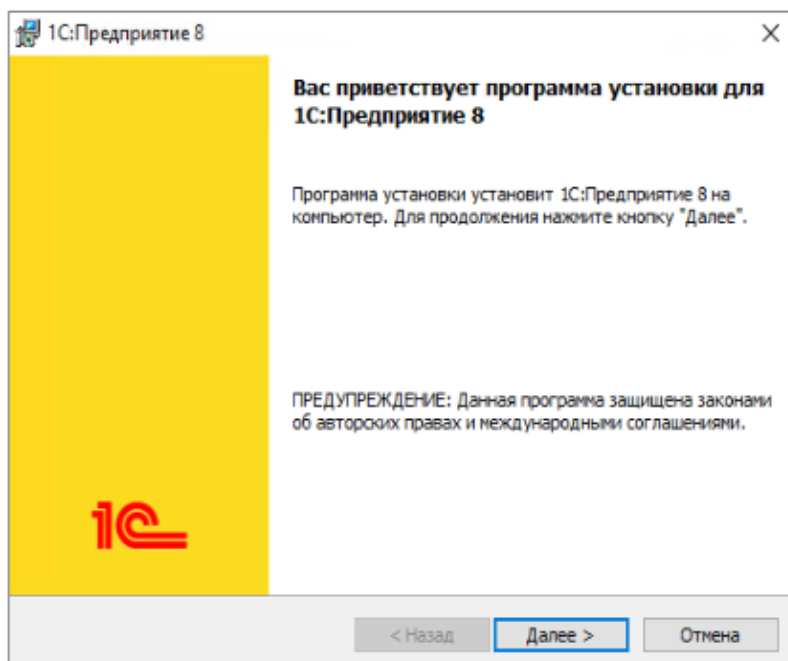 1С:Предприятие 8
Вас приветствует программа установки для
1С:Предприятие 8
Программа установки установит 1С:Предприятие 8 на
компьютер. Для продолжения нажмите кнопку "Далее".
ПРЕДУПРЕЖДЕНИЕ: Данная программа защищена законами
об авторских правах и международными соглашениями.
1С
< Назад
Далее >
Отмена